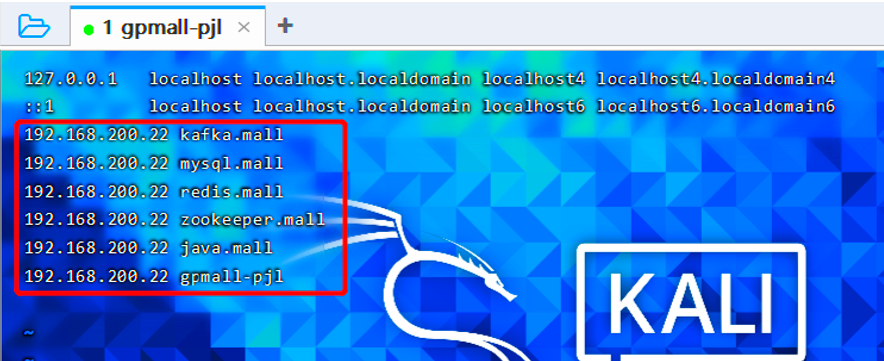 1 gpmall-pjl × +
127.0.0.1 localhost localhost.localdomain localhost4 localhost4.localdomain4
::1 localhost localhost.localdomain localhost6 localhost6.localdomain6
192.168.200.22 kafka.mall
192.168.200.22 mysql.mall
192.168.200.22 redis.mall
192.168.200.22 zookeeper.mall
192.168.200.22 java.mall
192.168.200.22 gpmall-pjl
KALI
~
~